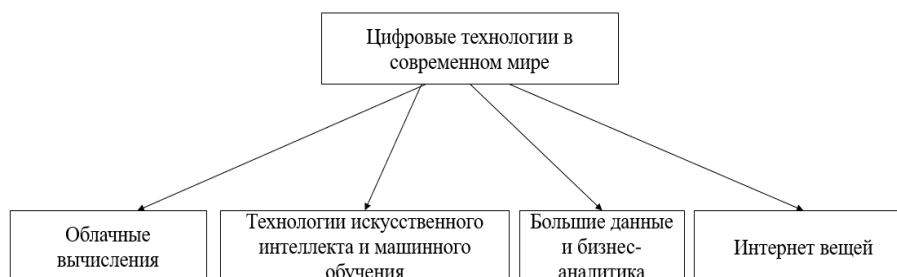 Цифровые технологии в
современном мире
Облачные
вычисления
Технологии искусственного
интеллекта и машинного
обучения
Большие данные
и бизнес-
аналитика
Интернет вещей